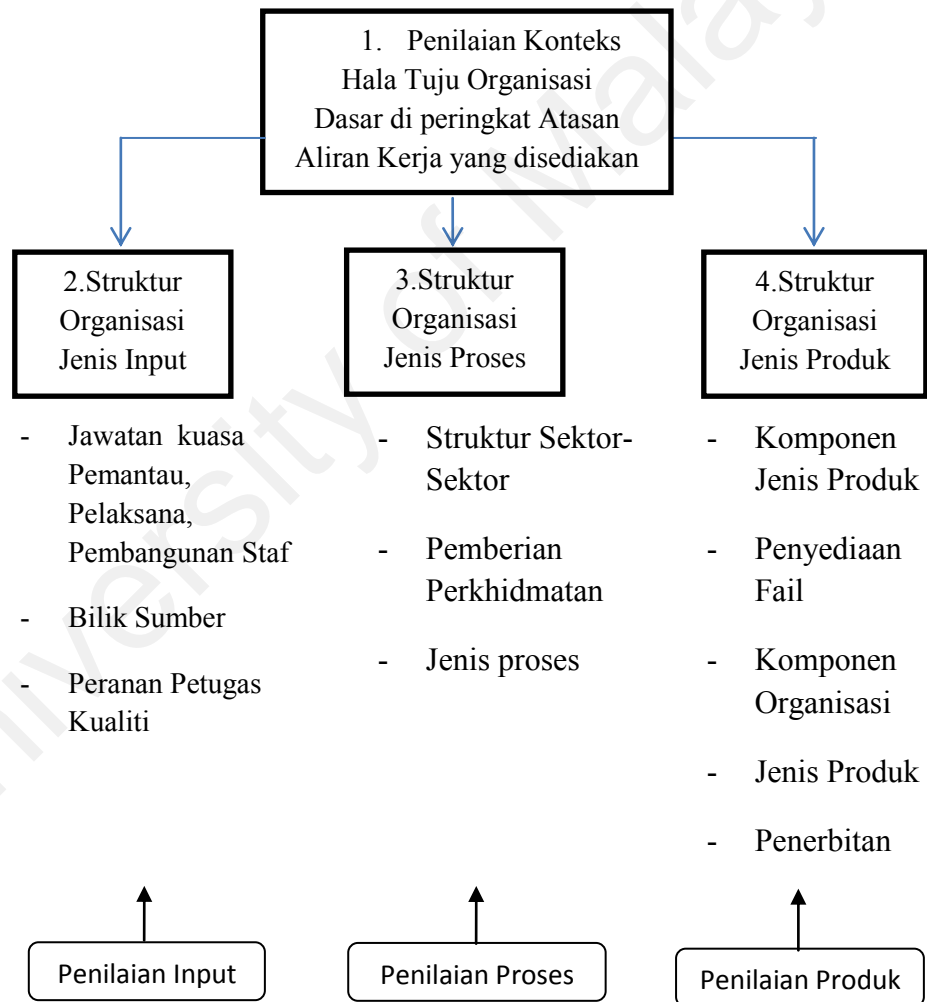 1. Penilaian Konteks
Hala Tuju Organisasi
Dasar di peringkat Atasan
Aliran Kerja yang disediakan
2.Struktur
Organisasi
Jenis Input
- Jawatan kuasa
Pemantau,
Pelaksana,
Pembangunan Staf
- Bilik Sumber
- Peranan Petugas
Kualiti
Penilaian Input
3.Struktur
Organisasi
Jenis Proses
- Struktur Sektor-
Sektor
- Pemberian
Perkhidmatan
- Jenis proses
Penilaian Proses
4.Struktur
Organisasi
Jenis Produk
- Komponen
Jenis Produk
- Penyediaan
Fail
- Komponen
Organisasi
- Jenis Produk
- Penerbitan
Penilaian Produk
University of Malay